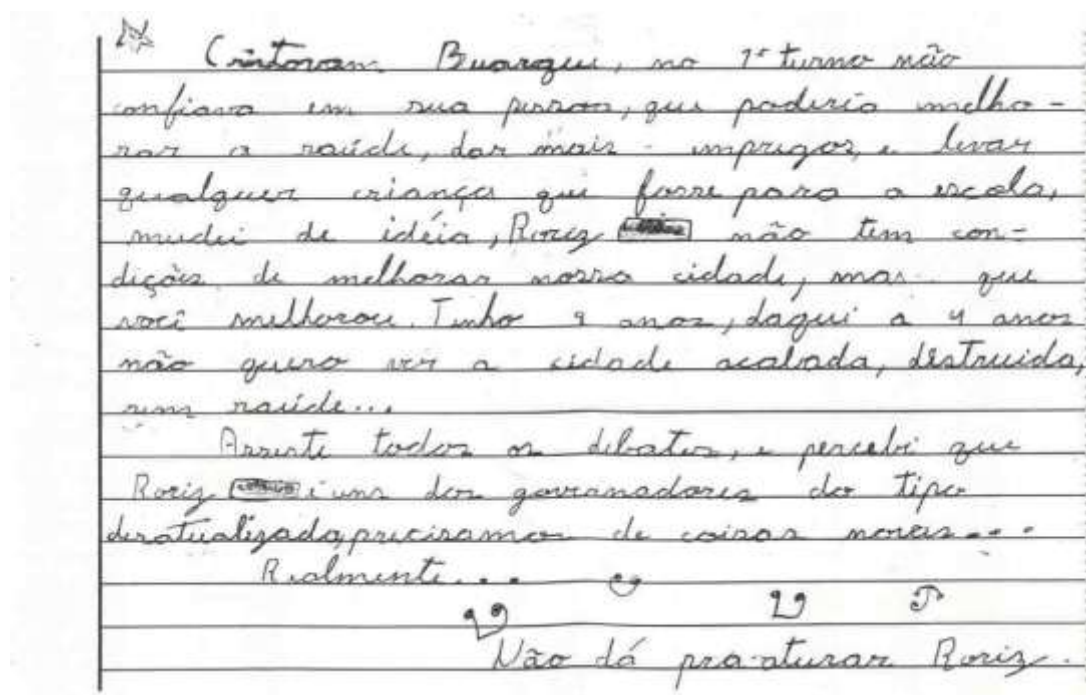 Cristovam Buarque, no 1º turno não
confiava em sua pessoa, que poderia melho-
rar a saúde, dar mais empregos, e levar
qualquer criança que fosse para a escola,
mudei de idéia, Roriz não tem con-
dições de melhorar nossa cidade, mas que
você melhorou. Tenho 9 anos, daqui a 4 anos
não quero ver a cidade acabada, destruida,
sem saúde...
Assisti todos os debates, e percebi que
Roriz é um dos governadores do tipo
desatualizado, precisamos de coisas novas...
Realmente...
Não dá pra aturar Roriz.